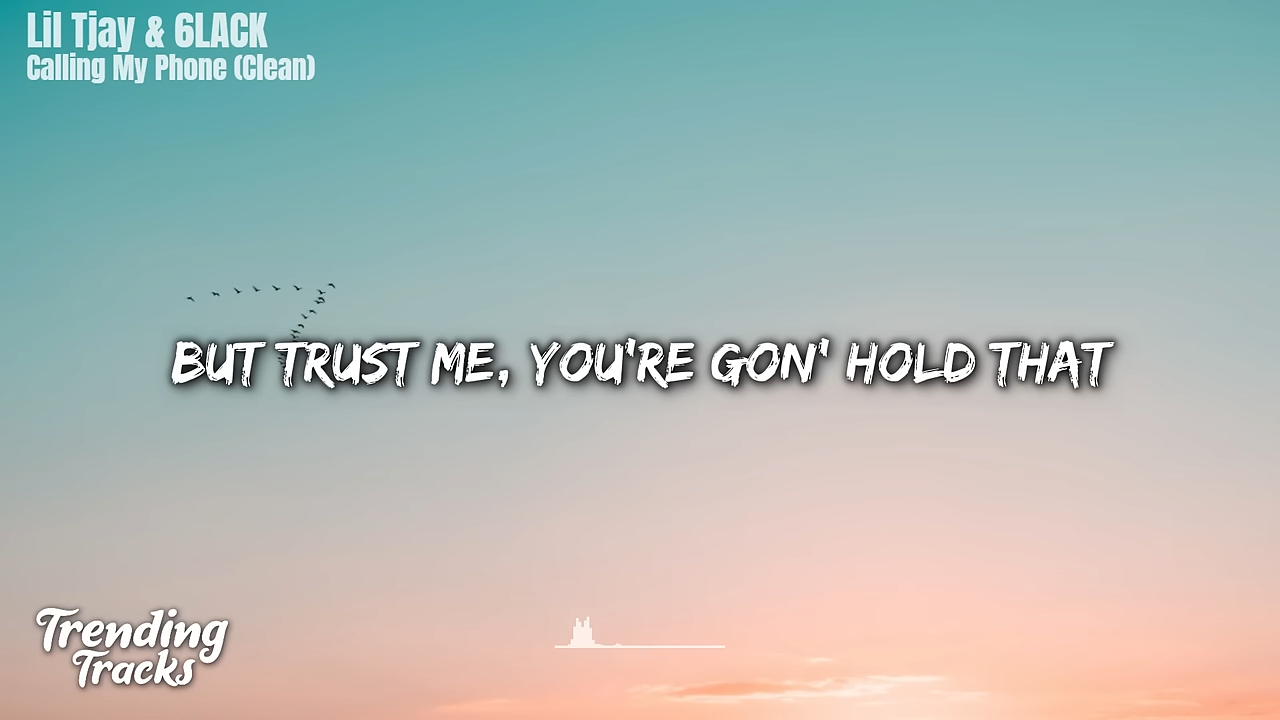 Lil Tjay & 6LACK
Calling My Phone (Clean)
BUT TRUST ME, YOU'RE GON' HOLD THAT
Trending
Tracks